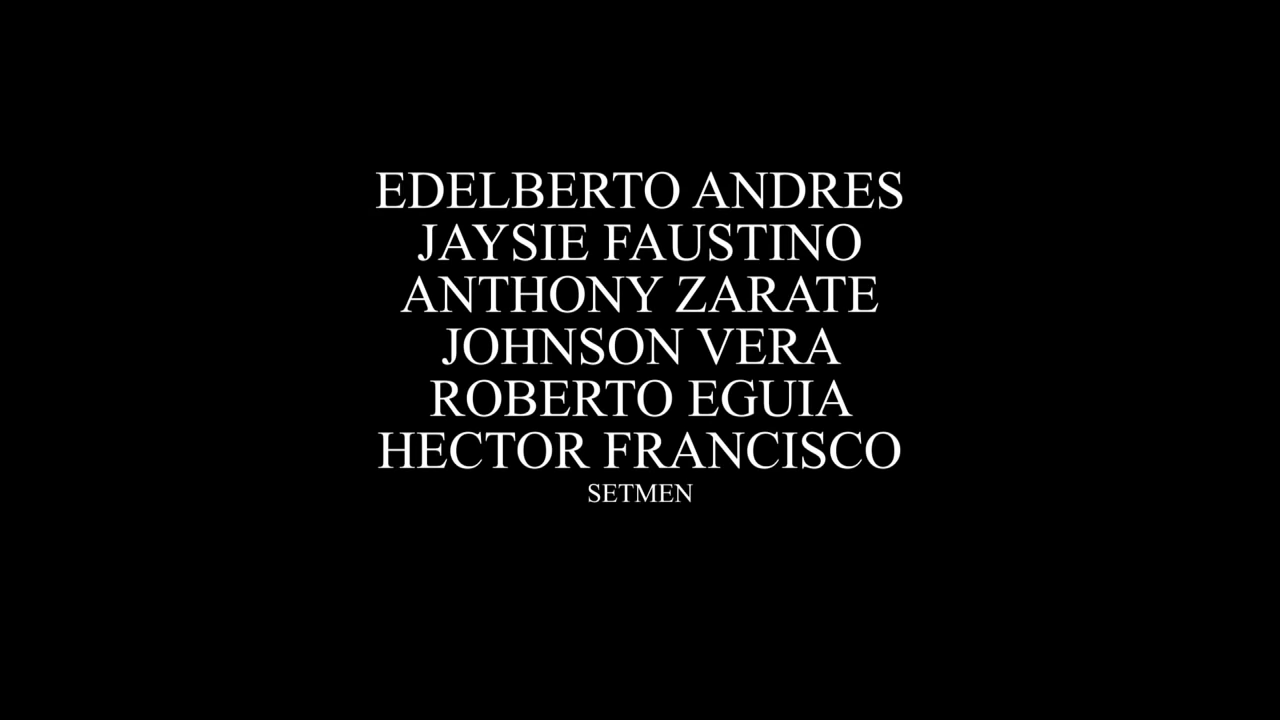 EDELBERTO ANDRES
JAYSIE FAUSTINO
ANTHONY ZARATE
JOHNSON VERA
ROBERTO EGUIA
HECTOR FRANCISCO
SETMEN